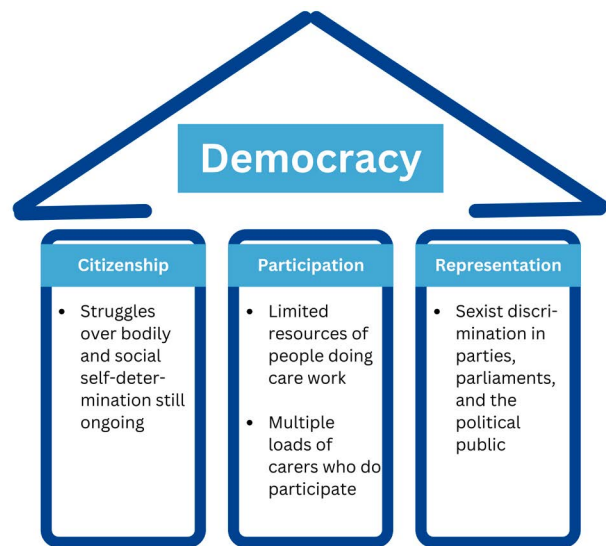 Democracy
Citizenship
• Struggles
over bodily
and social
self-deter-
mination still
ongoing
Participation
• Limited
resources of
people doing
care work
• Multiple
loads of
carers who do
participate
Representation
• Sexist discri-
mination in
parties,
parliaments,
and the
political
public